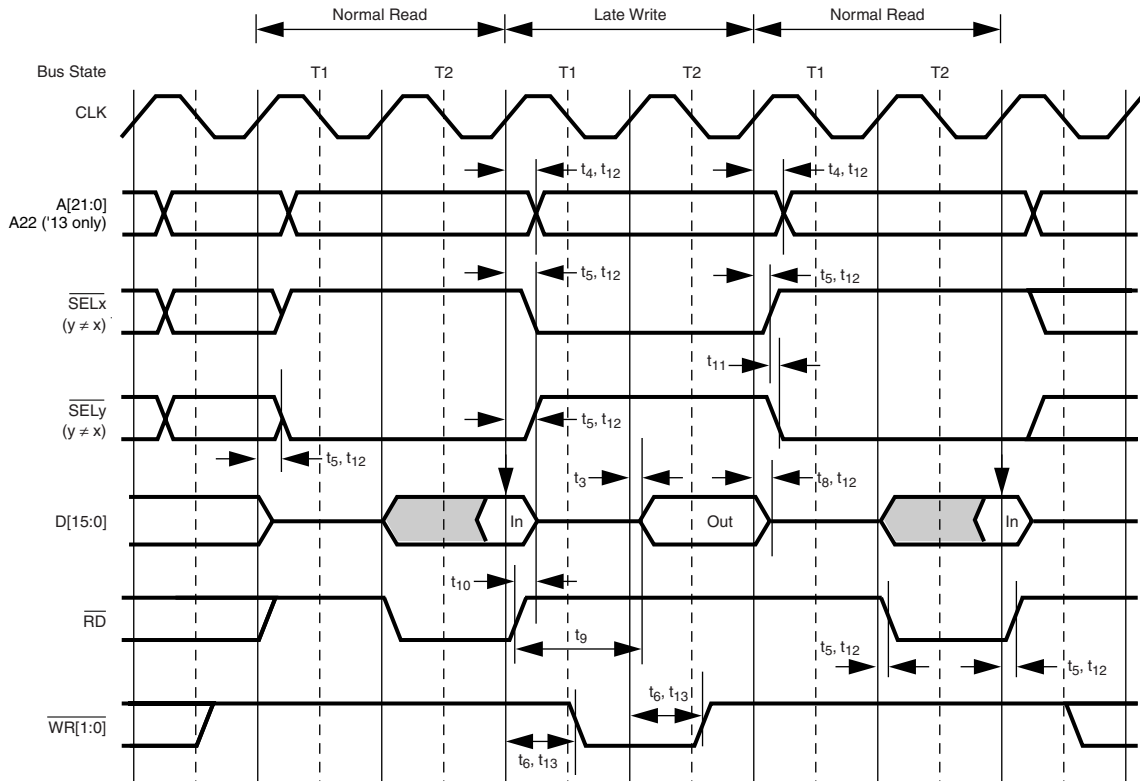 Normal Read Late Write Normal Read
Bus State T1 T2 T1 T2 T1 T2
CLK
t4, t12 t4, t12
A[21:0]
A22 ('13 only)
t5, t12 t5, t12
SELx
(y ≠ x)
t11
SELy
(y ≠ x)
t5, t12
t5, t12
t3 t8, t12
D[15:0] In Out In
t10
RD
t9
t5, t12 t5, t12
t6, t13
WR[1:0]
t6, t13